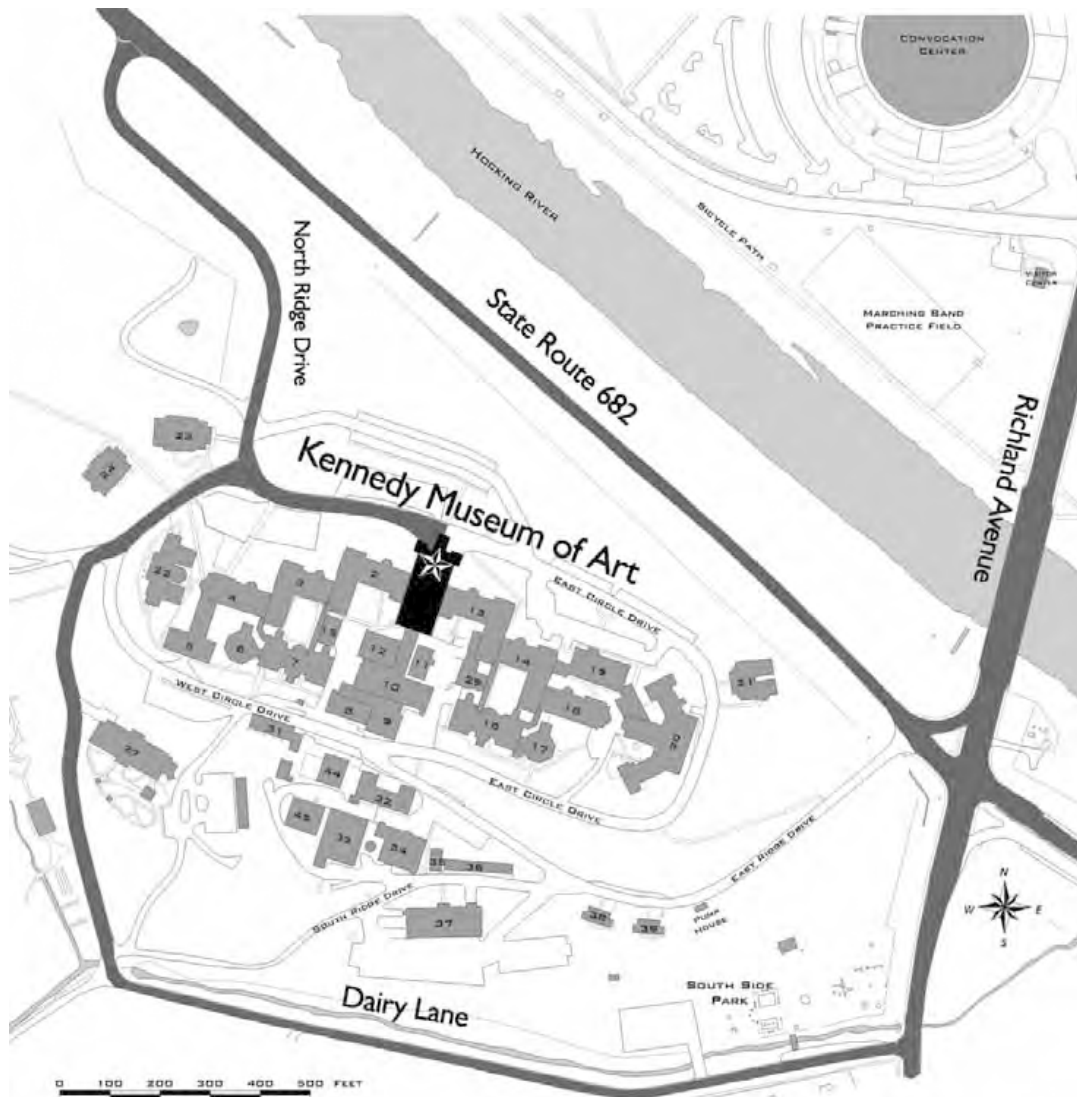 CONVOCATION
CENTER
HOCKING RIVER
BICYCLE PATH
VISITOR
CENTER
MARCHING BAND
PRACTICE FIELD
North Ridge Drive
State Route 682
Richland Avenue
Kennedy Museum of Art
EAST CIRCLE DRIVE
23
24
22
2
3
4
13
5
6
7
15
12
11
14
19
29
21
10
8
9
18
16
17
20
WEST CIRCLE DRIVE
31
27
EAST CIRCLE DRIVE
44
32
45
33
34
35
36
EAST RIDGE DRIVE
SOUTH RIDGE DRIVE
37
38
39
PUMP
HOUSE
N
W E
S
SOUTH SIDE
PARK
Dairy Lane
0 100 200 300 400 500 FEET